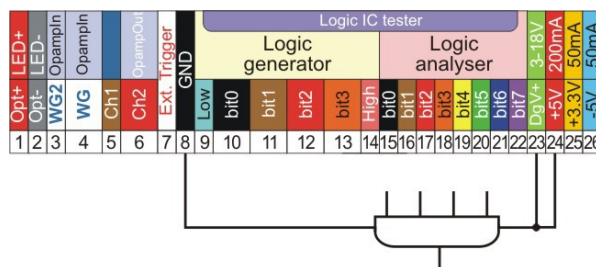 Logic IC tester
LED+
LED-
OpampIn
OpampIn
OpampOut
Ext. Trigger
GND
Logic
generator
Logic
analyser
3-18V
200mA
50mA
50mA
Opt+
Opt-
WG2
WG
Ch1
Ch2
Low
bit0
bit1
bit2
bit3
High
bit0
bit1
bit2
bit3
bit4
bit5
bit6
bit7
DgV+
+5V
+3.3V
-5V
1 2 3 4 5 6 7 8 9 10 11 12 13 14 15 16 17 18 19 20 21 22 23 24 25 26